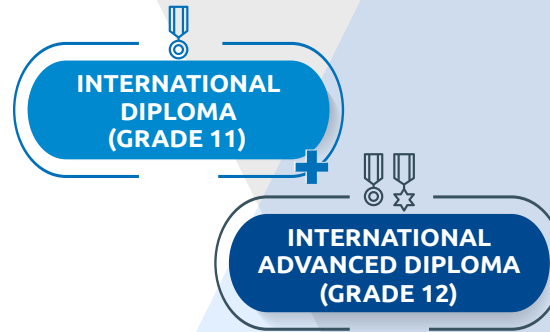 INTERNATIONAL
DIPLOMA
(GRADE 11)
INTERNATIONAL
ADVANCED DIPLOMA
(GRADE 12)